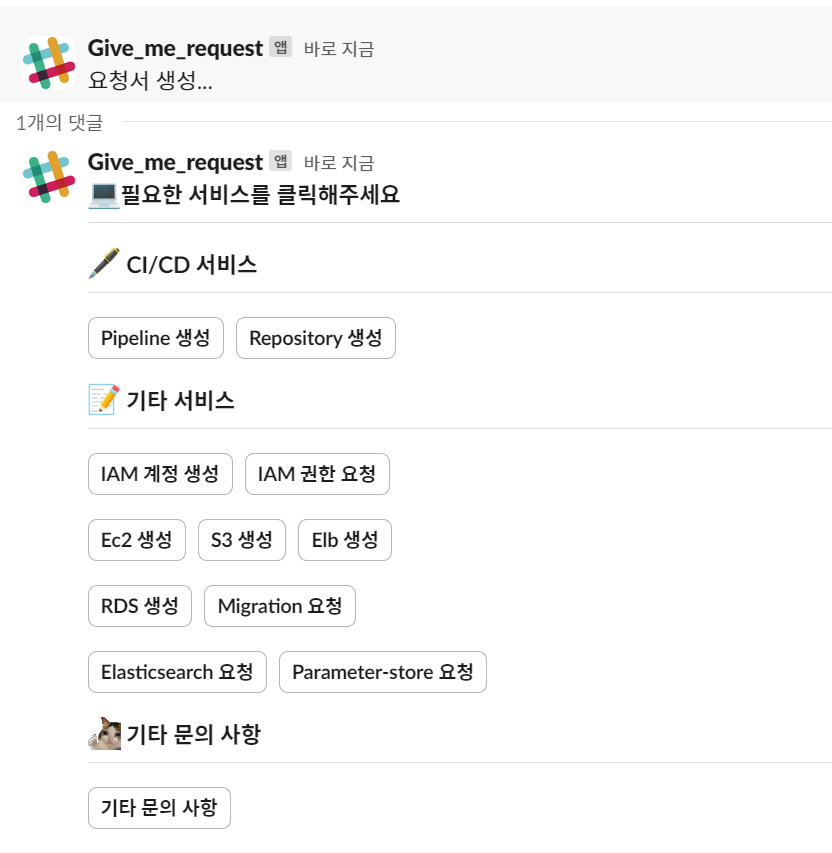 Give_me_request 앱 바로 지금
요청서 생성...
1개의 댓글
Give_me_request 앱 바로 지금
필요한 서비스를 클릭해주세요
CI/CD 서비스
Pipeline 생성 Repository 생성
기타 서비스
IAM 계정 생성 IAM 권한 요청
Ec2 생성 S3 생성 Elb 생성
RDS 생성 Migration 요청
Elasticsearch 요청 Parameter-store 요청
기타 문의 사항
기타 문의 사항